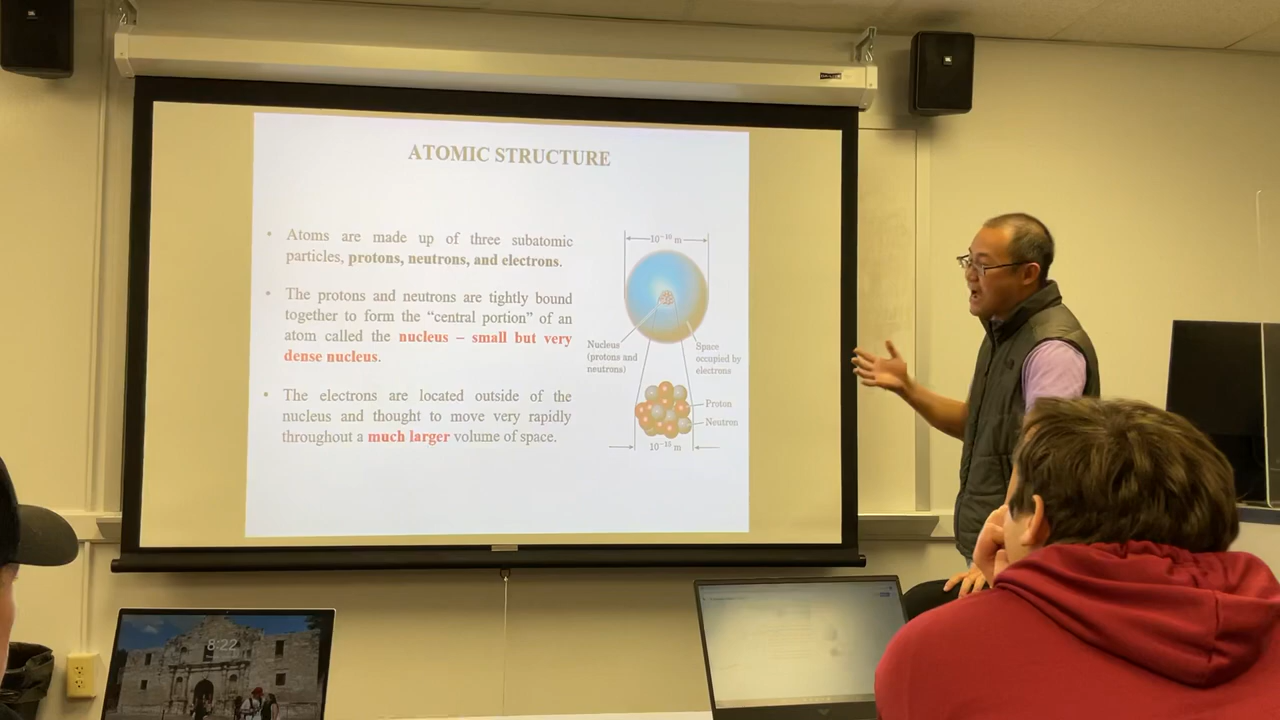 ATOMIC STRUCTURE
• Atoms are made up of three subatomic
particles, protons, neutrons, and electrons.
• The protons and neutrons are tightly bound
together to form the “central portion” of an
atom called the nucleus – small but very
dense nucleus.
• The electrons are located outside of the
nucleus and thought to move very rapidly
throughout a much larger volume of space.
10⁻¹⁰ m
Nucleus
(protons and
neutrons)
Space
occupied by
electrons
Proton
Neutron
10⁻¹⁵ m
JBL
8:22